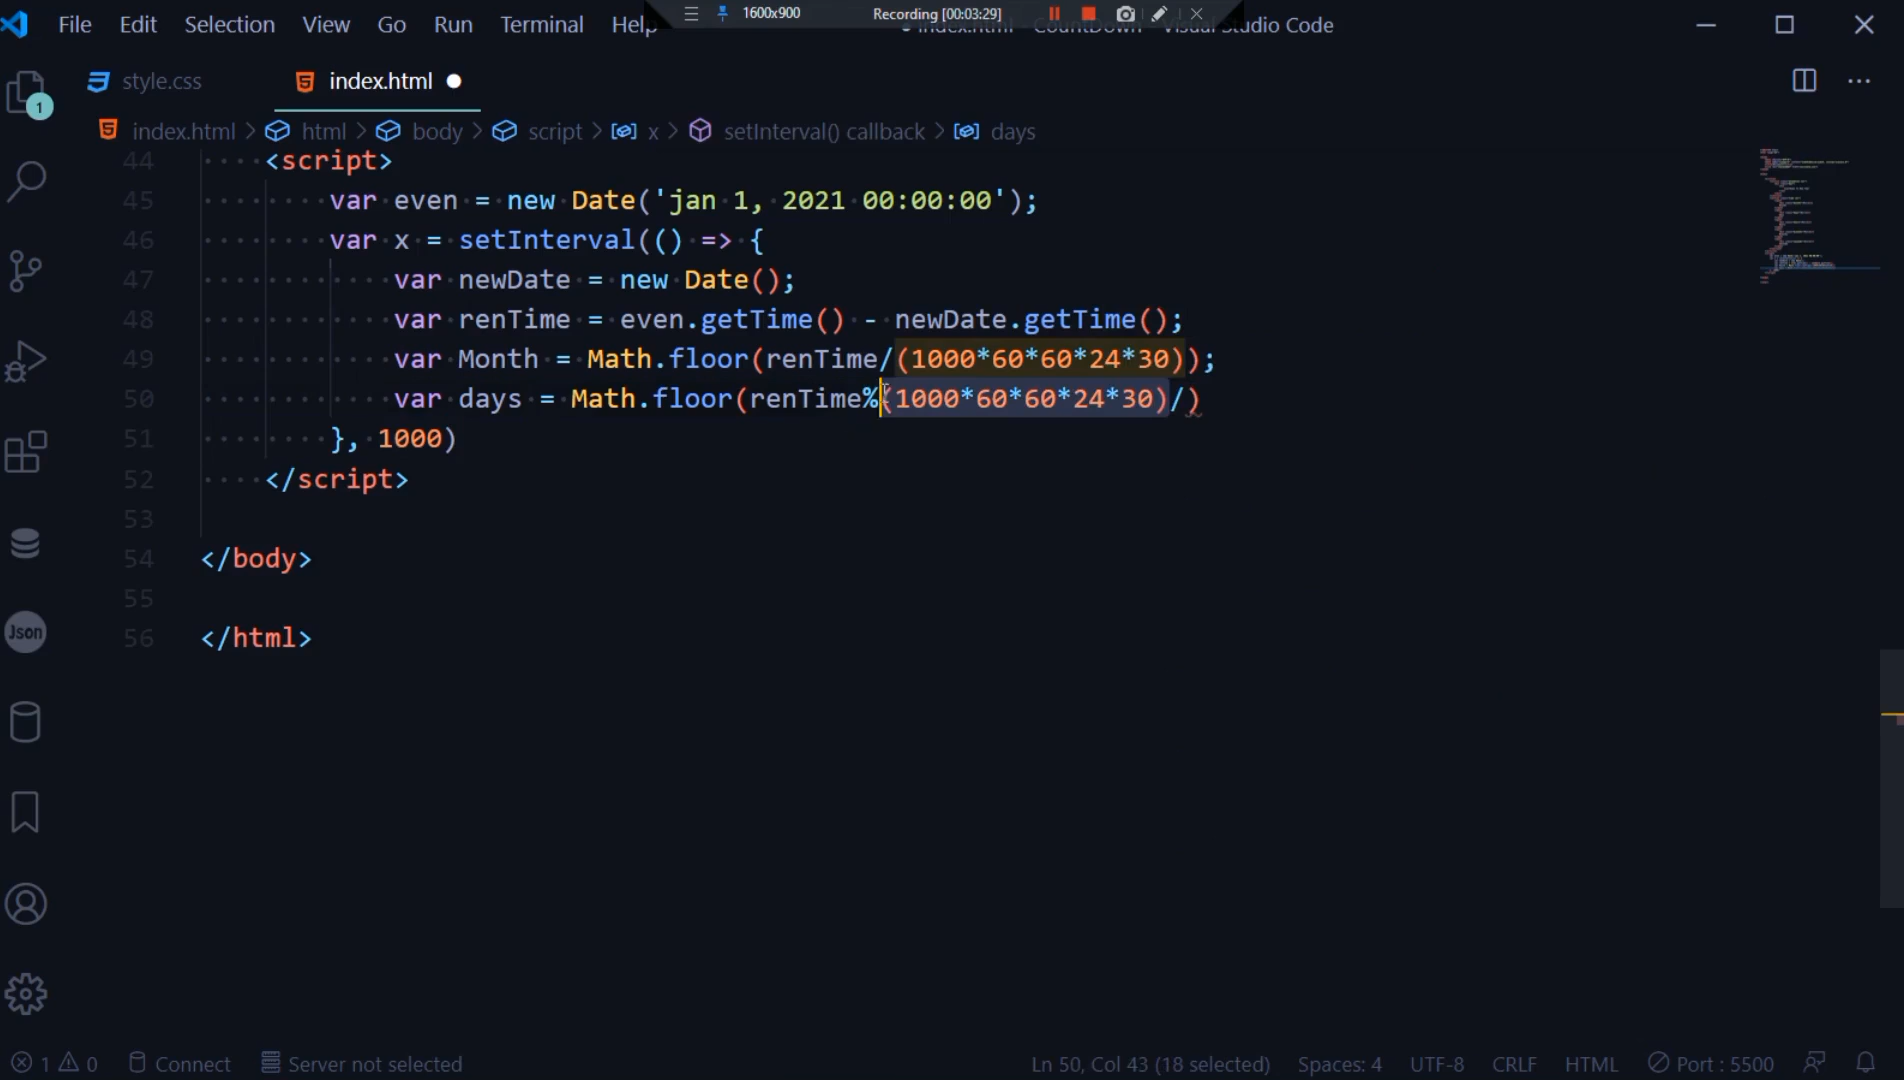 File Edit Selection View Go Run Terminal Help
1600x900 Recording [00:03:29]
index.html - CountDown - Visual Studio Code
style.css index.html
1
index.html > html > body > script > x > setInterval() callback > days
44 <script>
45 var even = new Date('jan 1, 2021 00:00:00');
46 var x = setInterval(() => {
47 var newDate = new Date();
48 var renTime = even.getTime() - newDate.getTime();
49 var Month = Math.floor(renTime/(1000*60*60*24*30));
50 var days = Math.floor(renTime%(1000*60*60*24*30)/)
51 }, 1000)
52 </script>
53
54 </body>
55
56 </html>
Json
1 0 Connect Server not selected Ln 50, Col 43 (18 selected) Spaces: 4 UTF-8 CRLF HTML Port : 5500